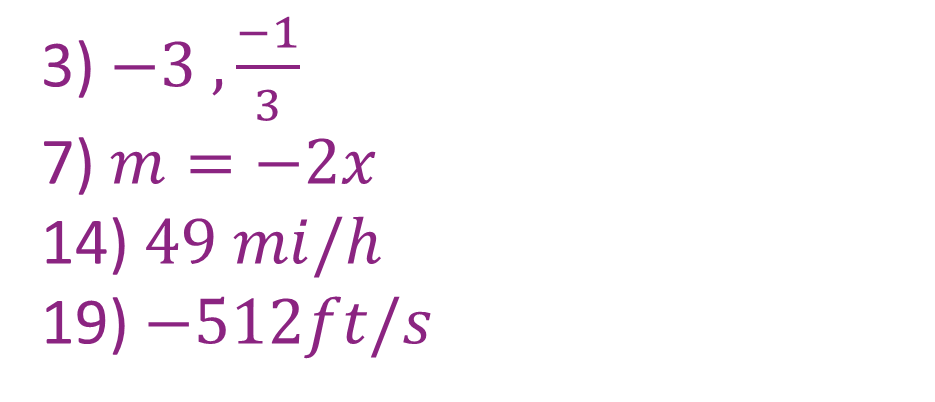 3) −3 , −1/3
7) m = −2x
14) 49 mi/h
19) −512ft/s